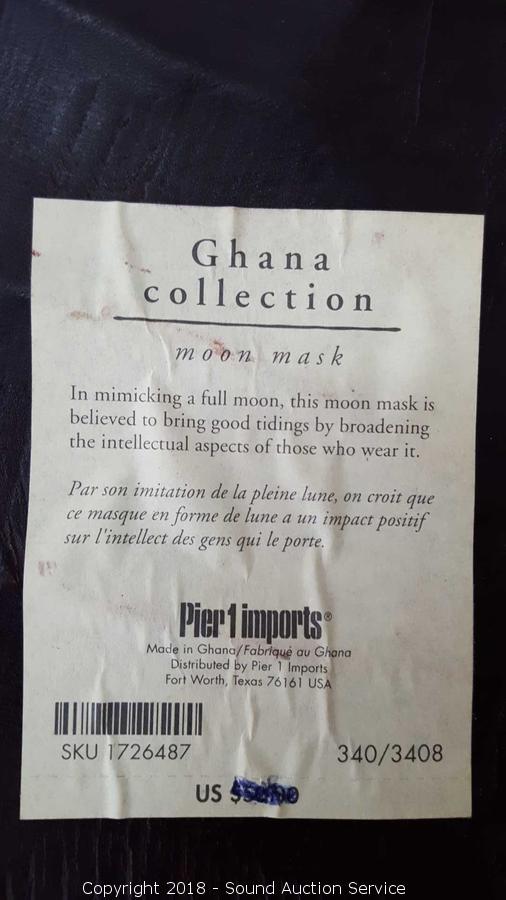 Ghana
collection
moon mask
In mimicking a full moon, this moon mask is
believed to bring good tidings by broadening
the intellectual aspects of those who wear it.
Par son imitation de la pleine lune, on croit que
ce masque en forme de lune a un impact positif
sur l'intellect des gens qui le porte.
Pier 1 imports®
Made in Ghana/Fabriqué au Ghana
Distributed by Pier 1 Imports
Fort Worth, Texas 76161 USA
SKU 1726487 340/3408
US
Copyright 2018 - Sound Auction Service